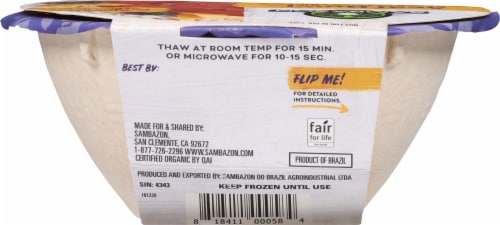 THAW AT ROOM TEMP FOR 15 MIN.
OR MICROWAVE FOR 10-15 SEC.
BEST BY:
FLIP ME!
FOR DETAILED
INSTRUCTIONS.
MADE FOR & SHARED BY:
SAMBAZON,
SAN CLEMENTE, CA 92672
1-877-726-2296 WWW.SAMBAZON.COM
CERTIFIED ORGANIC BY QAI
fair
for life
PRODUCT OF BRAZIL
PRODUCED AND EXPORTED BY: SAMBAZON DO BRAZIL AGROINDUSTRIAL LTDA
SIN: 4343
KEEP FROZEN UNTIL USE
8 18411 00058 4